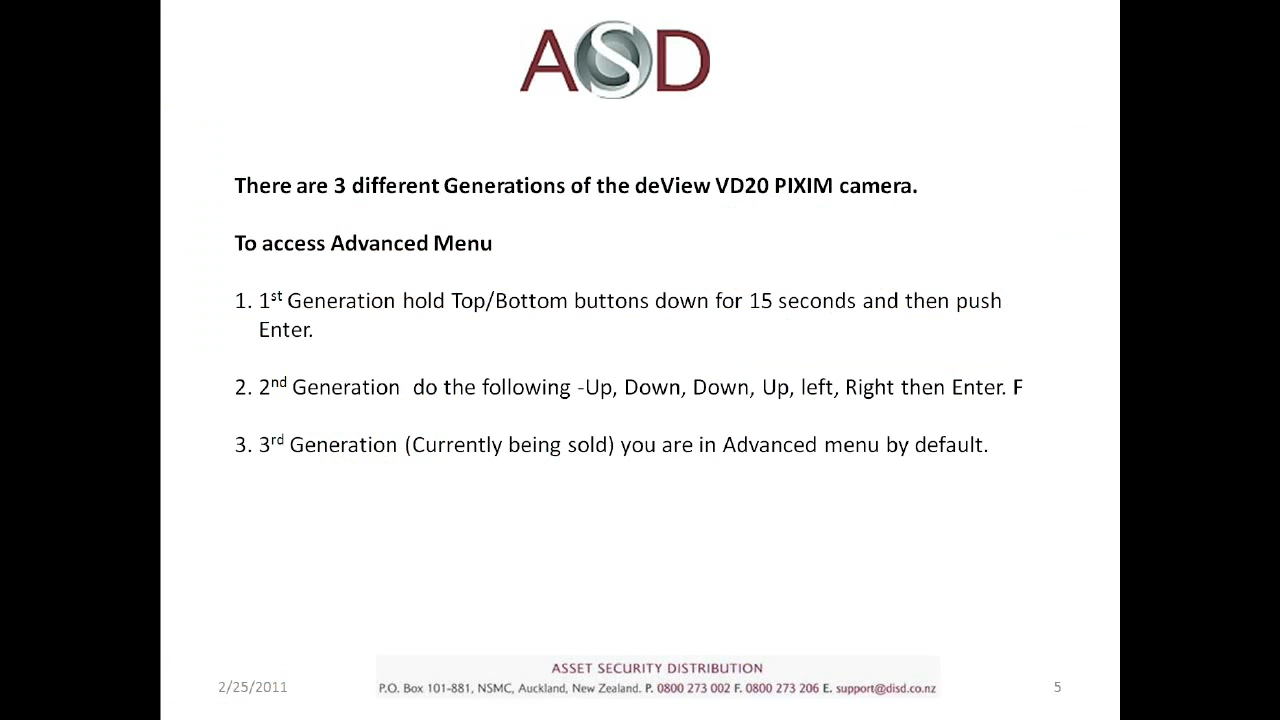 ASD
There are 3 different Generations of the deView VD20 PIXIM camera.
To access Advanced Menu
1. 1st Generation hold Top/Bottom buttons down for 15 seconds and then push
Enter.
2. 2nd Generation  do the following -Up, Down, Down, Up, left, Right then Enter. F
3. 3rd Generation (Currently being sold) you are in Advanced menu by default.
ASSET SECURITY DISTRIBUTION
2/25/2011
P.O. Box 101-881, NSMC, Auckland, New Zealand. P. 0800 273 002 F. 0800 273 206 E. support@disd.co.nz
5